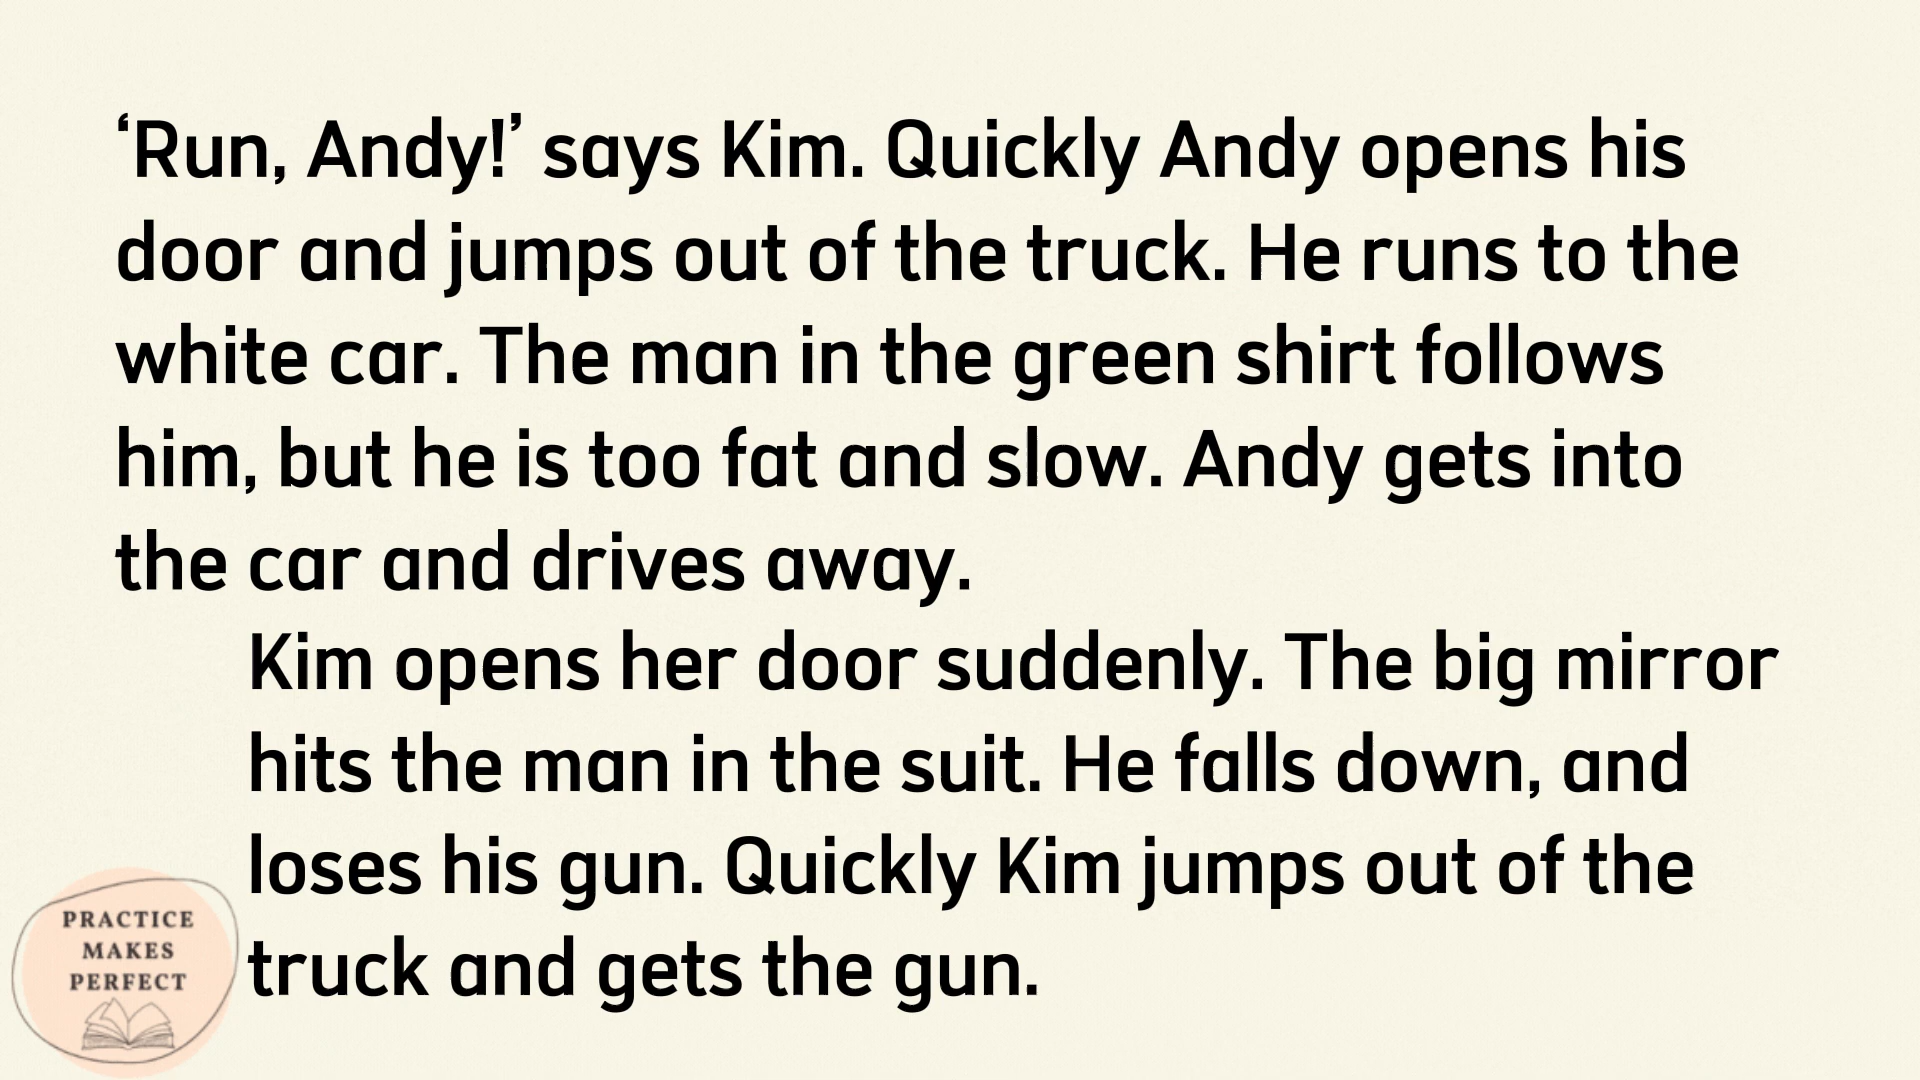 ‘Run, Andy!’ says Kim. Quickly Andy opens his
door and jumps out of the truck. He runs to the
white car. The man in the green shirt follows
him, but he is too fat and slow. Andy gets into
the car and drives away.
Kim opens her door suddenly. The big mirror
hits the man in the suit. He falls down, and
loses his gun. Quickly Kim jumps out of the
truck and gets the gun.
PRACTICE
MAKES
PERFECT